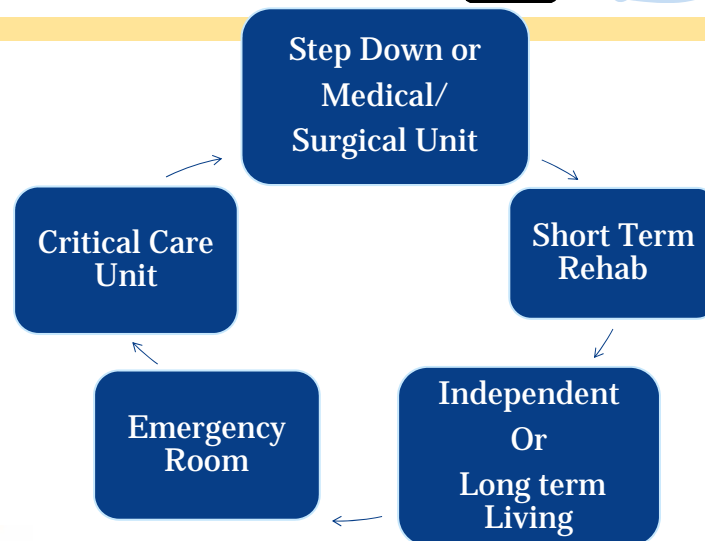 Step Down or
Medical/
Surgical Unit
Critical Care
Unit
Short Term
Rehab
Emergency
Room
Independent
Or
Long term
Living